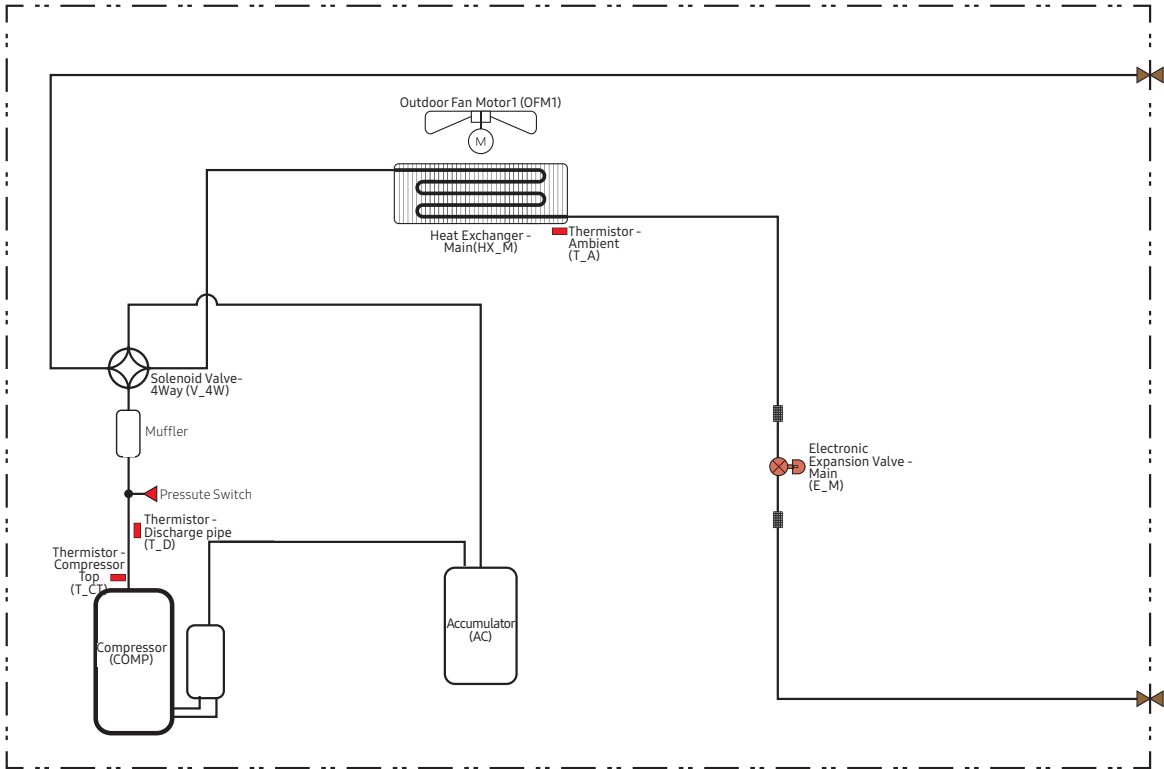 Outdoor Fan Motor1 (OFM1)
M
Heat Exchanger -
Main(HX_M)
Thermistor -
Ambient
(T_A)
Solenoid Valve-
4Way (V_4W)
Muffler
Electronic
Expansion Valve -
Main
(E_M)
Pressute Switch
Thermistor -
Discharge pipe
(T_D)
Thermistor -
Compressor
Top
(T_CT)
Compressor
(COMP)
Accumulator
(AC)